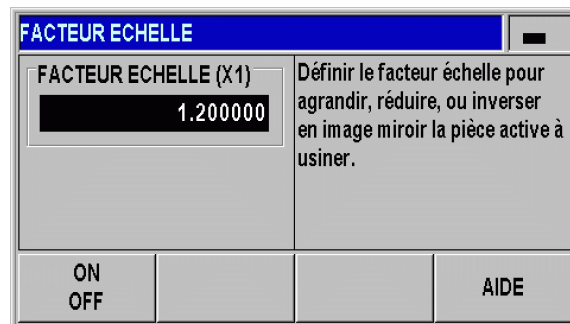 FACTEUR ECHELLE
FACTEUR ECHELLE (X1)
1.200000
Définir le facteur échelle pour
agrandir, réduire, ou inverser
en image miroir la pièce active à
usiner.
ON
OFF
AIDE